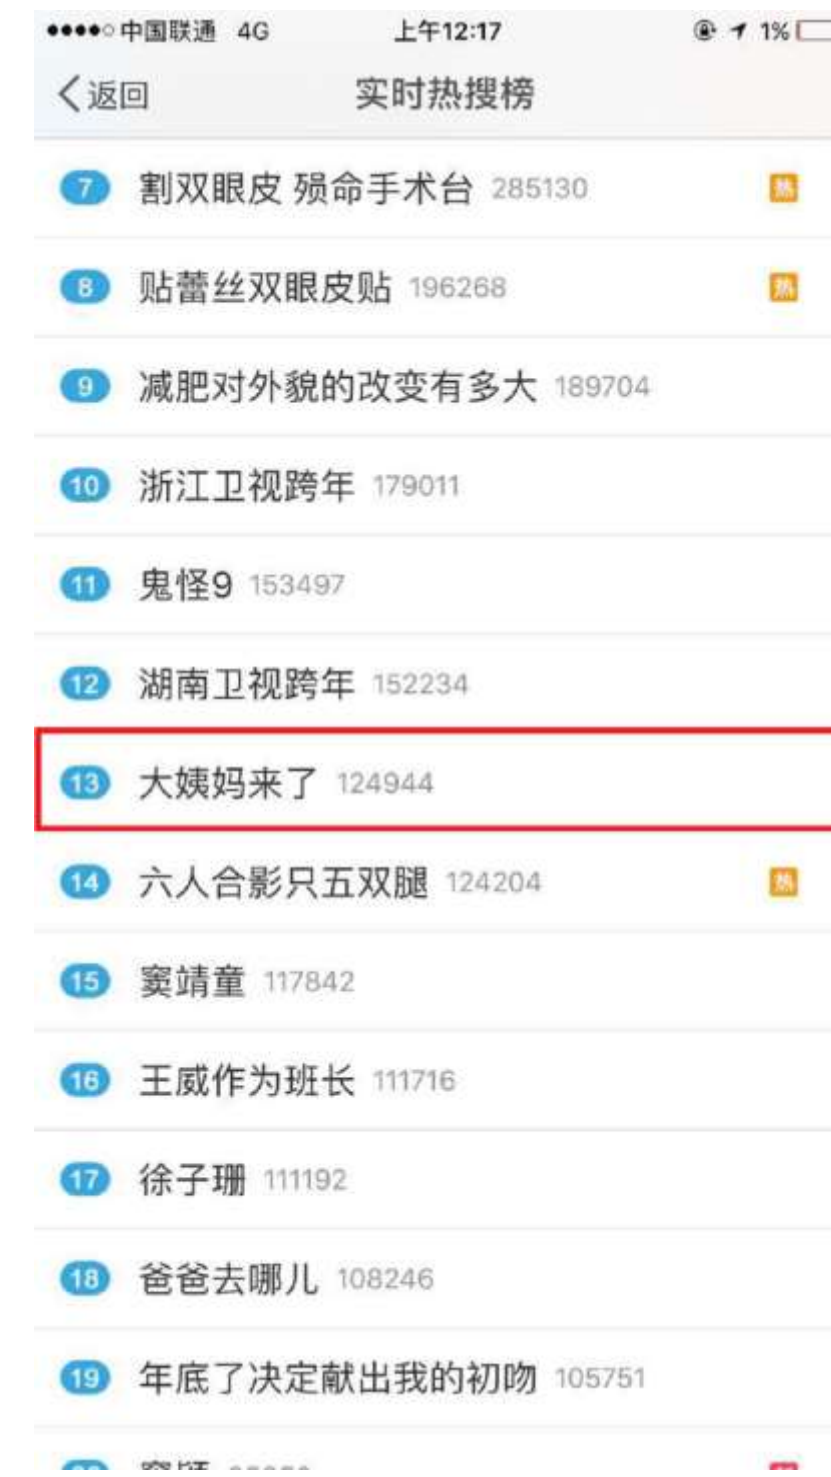 中国联通 4G 上午12:17 1%
返回 实时热搜榜
7 割双眼皮 殒命手术台 285130 热
8 贴蕾丝双眼皮贴 196268 热
9 减肥对外貌的改变有多大 189704
10 浙江卫视跨年 179011
11 鬼怪9 153497
12 湖南卫视跨年 152234
13 大姨妈来了 124944
14 六人合影只五双腿 124204 热
15 窦靖童 117842
16 王威作为班长 111716
17 徐子珊 111192
18 爸爸去哪儿 108246
19 年底了决定献出我的初吻 105751